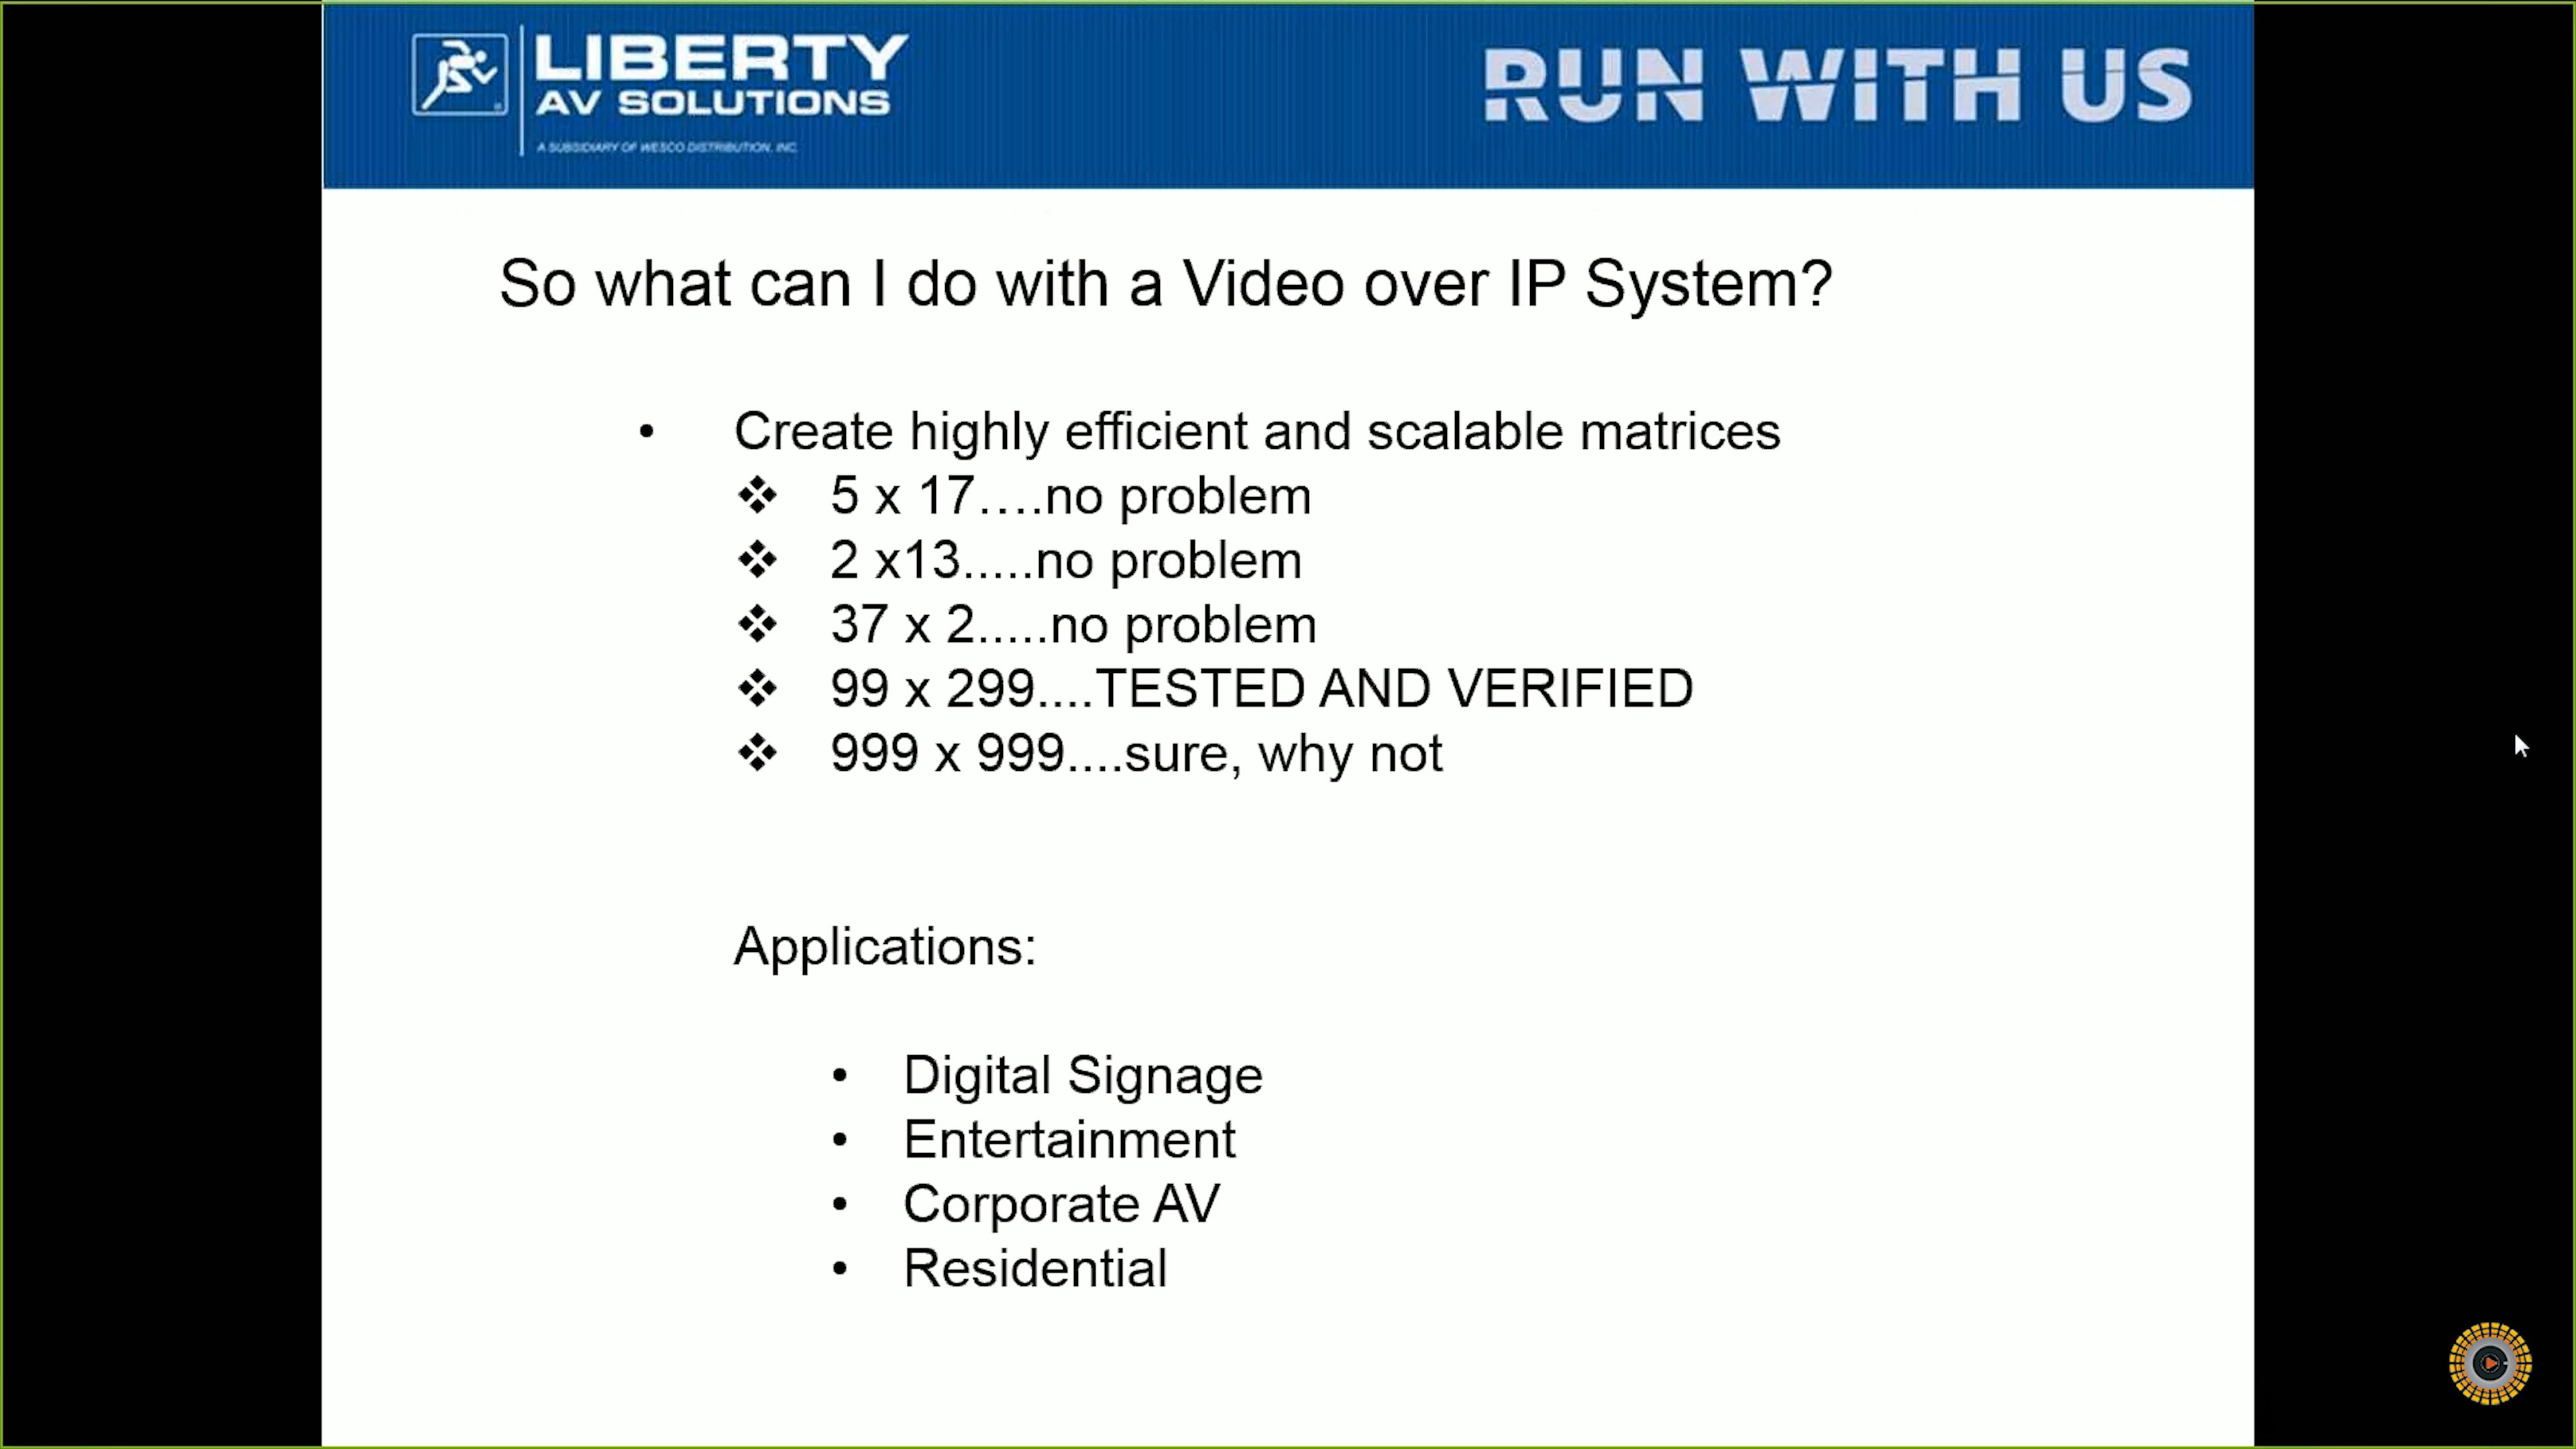 LIBERTY
AV SOLUTIONS
A SUBSIDIARY OF WESCO DISTRIBUTION, INC.
RUN WITH US
So what can I do with a Video over IP System?
• Create highly efficient and scalable matrices
❖ 5 x 17....no problem
❖ 2 x13.....no problem
❖ 37 x 2.....no problem
❖ 99 x 299....TESTED AND VERIFIED
❖ 999 x 999....sure, why not
Applications:
• Digital Signage
• Entertainment
• Corporate AV
• Residential